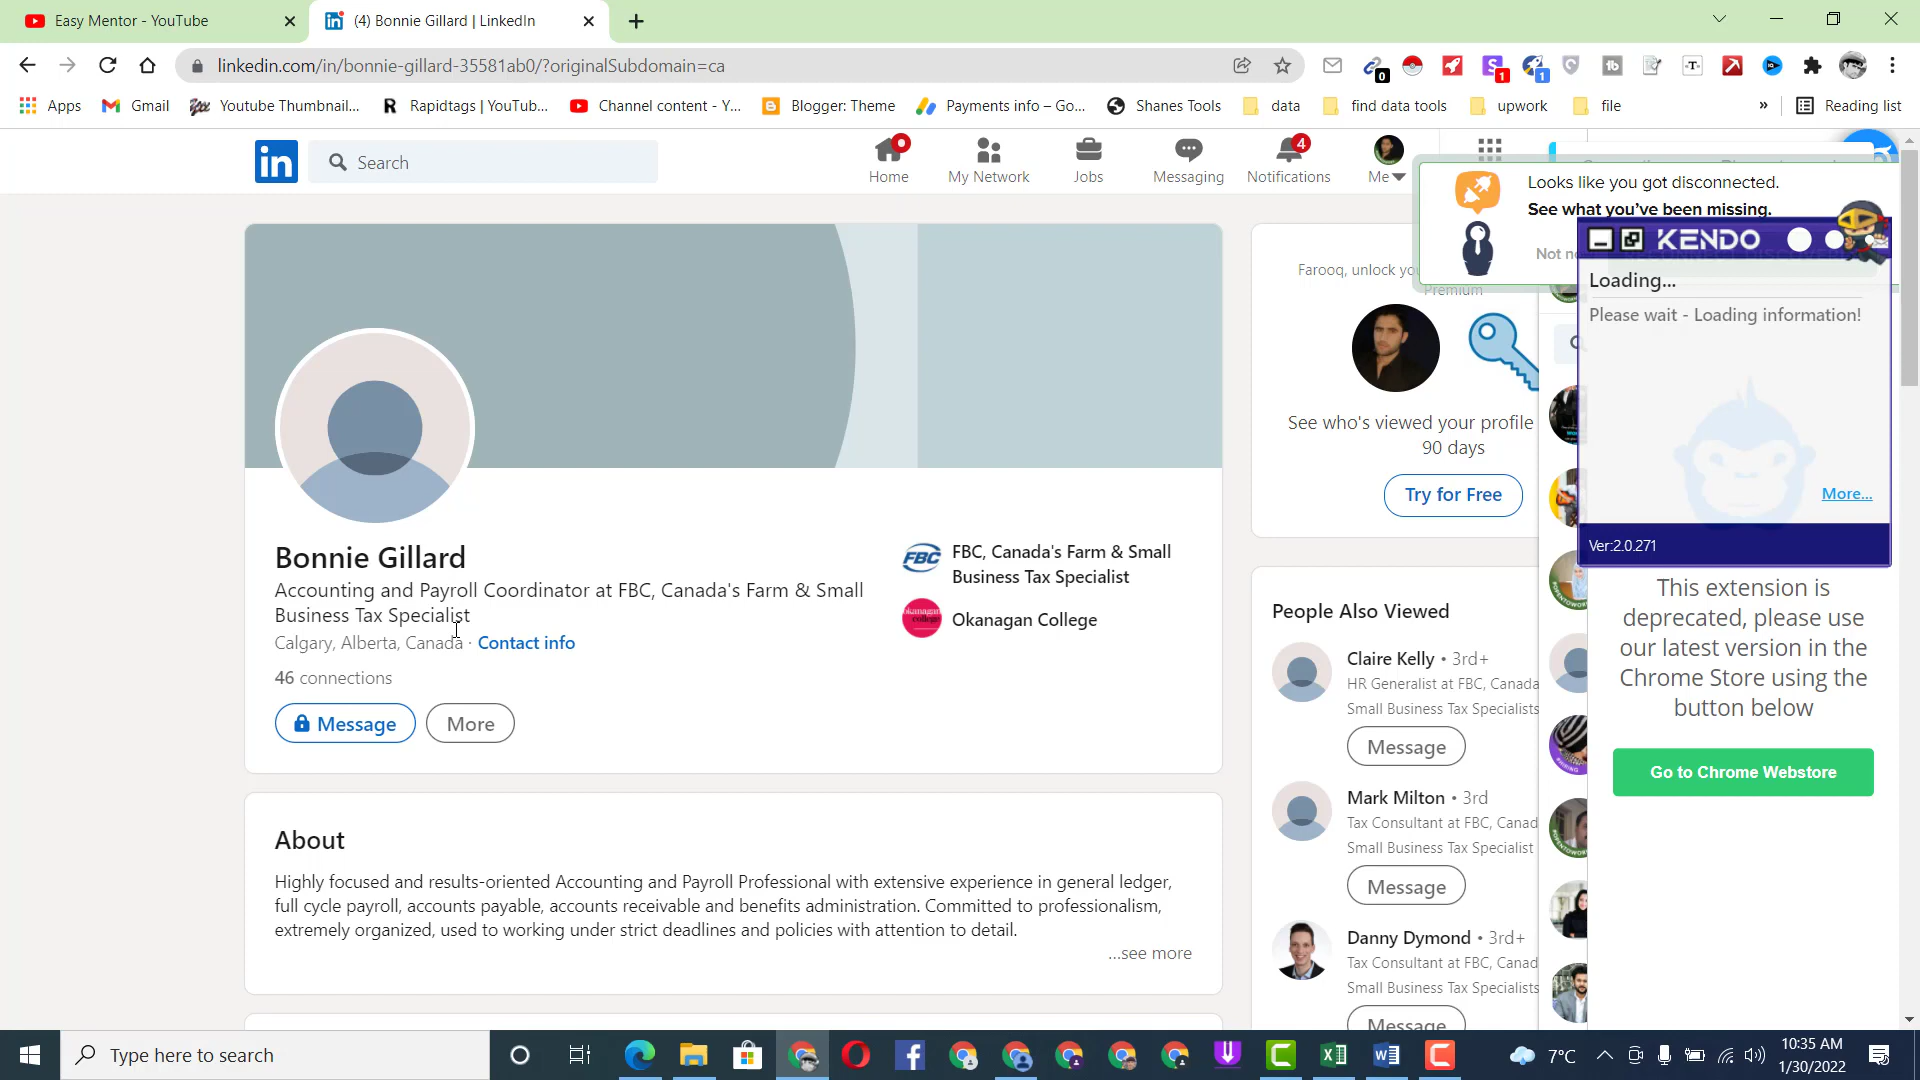 Easy Mentor - YouTube
(4) Bonnie Gillard | LinkedIn
linkedin.com/in/bonnie-gillard-35581ab0/?originalSubdomain=ca
0
1
1
Apps
Gmail
Youtube Thumbnail...
Rapidtags | YouTub...
Channel content - Y...
Blogger: Theme
Payments info – Go...
Shanes Tools
data
find data tools
upwork
file
»
Reading list
in
Search
Home
My Network
Jobs
Messaging
4
Notifications
Me
Looks like you got disconnected.
See what you've been missing.
KENDO
Loading...
Please wait - Loading information!
More...
Ver:2.0.271
Farooq, unlock
Premium
See who's viewed your profile
90 days
Try for Free
This extension is
deprecated, please use
our latest version in the
Chrome Store using the
button below
Go to Chrome Webstore
Bonnie Gillard
Accounting and Payroll Coordinator at FBC, Canada's Farm & Small
Business Tax Specialist
Calgary, Alberta, Canada · Contact info
46 connections
Message
More
FBC
FBC, Canada's Farm & Small
Business Tax Specialist
okanagan
college
Okanagan College
About
Highly focused and results-oriented Accounting and Payroll Professional with extensive experience in general ledger,
full cycle payroll, accounts payable, accounts receivable and benefits administration. Committed to professionalism,
extremely organized, used to working under strict deadlines and policies with attention to detail.
...see more
People Also Viewed
Claire Kelly • 3rd+
HR Generalist at FBC, Canada
Small Business Tax Specialists
Message
Mark Milton • 3rd
Tax Consultant at FBC, Canad
Small Business Tax Specialist
Message
Danny Dymond • 3rd+
Tax Consultant at FBC, Canad
Small Business Tax Specialists
Message
Type here to search
7°C
10:35 AM
1/30/2022